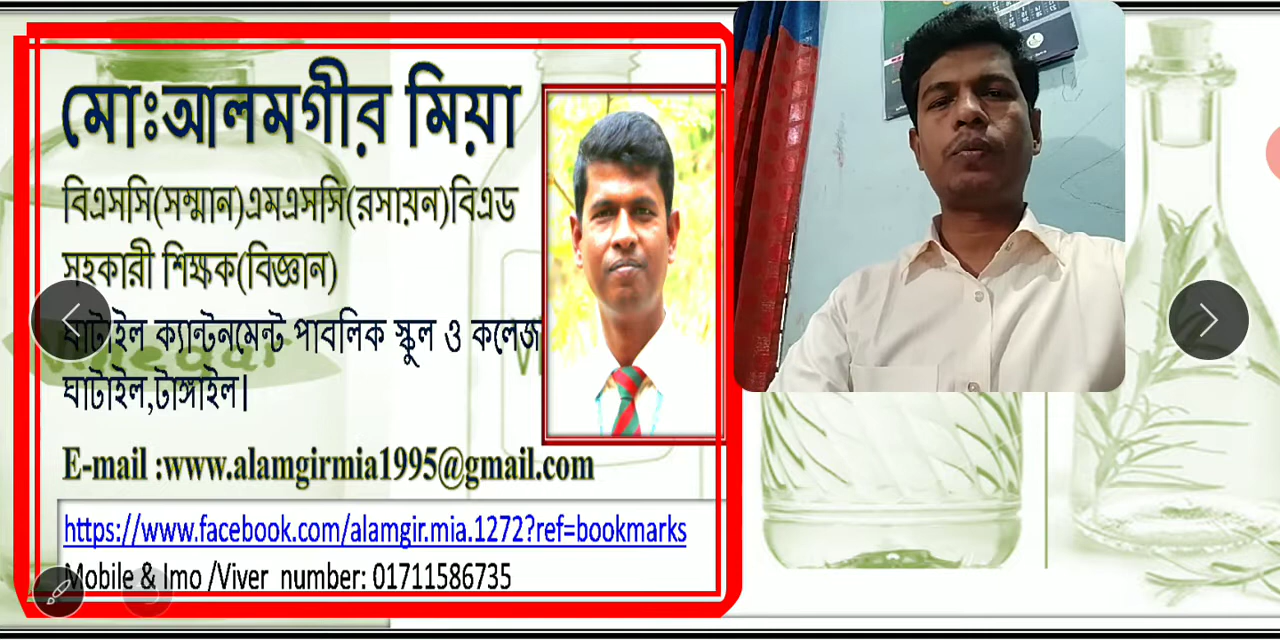 মোঃআলমগীর মিয়া
বিএসসি(সম্মান)এমএসসি(রসায়ন)বিএড
সহকারী শিক্ষক(বিজ্ঞান)
ঘাটাইল ক্যান্টনমেন্ট পাবলিক স্কুল ও কলেজ
ঘাটাইল,টাঙ্গাইল।
E-mail :www.alamgirmia1995@gmail.com
https://www.facebook.com/alamgir.mia.1272?ref=bookmarks
Mobile & Imo /Viver number: 01711586735